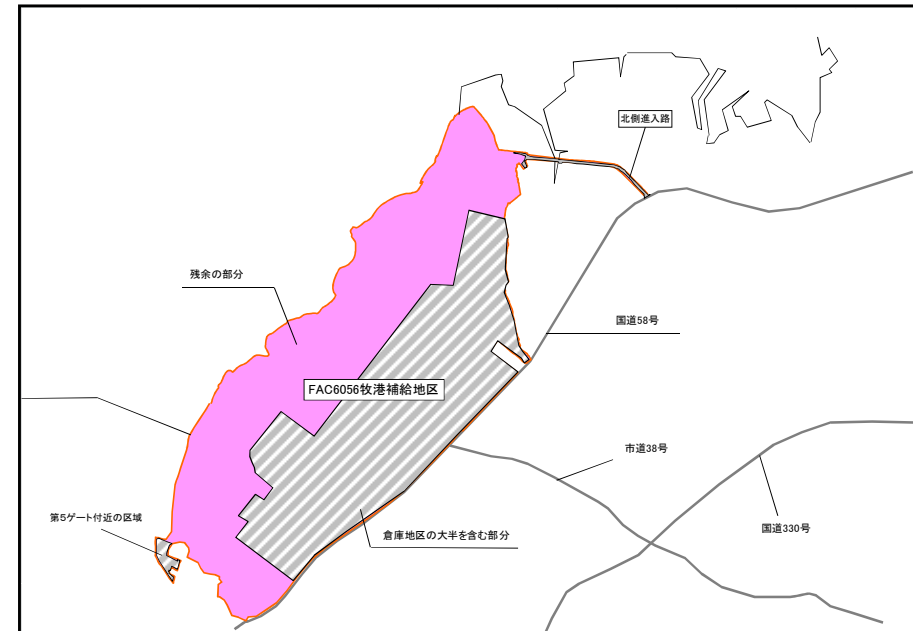 北側進入路
残余の部分
国道58号
FAC6056牧港補給地区
市道38号
第5ゲート付近の区域
国道330号
倉庫地区の大半を含む部分